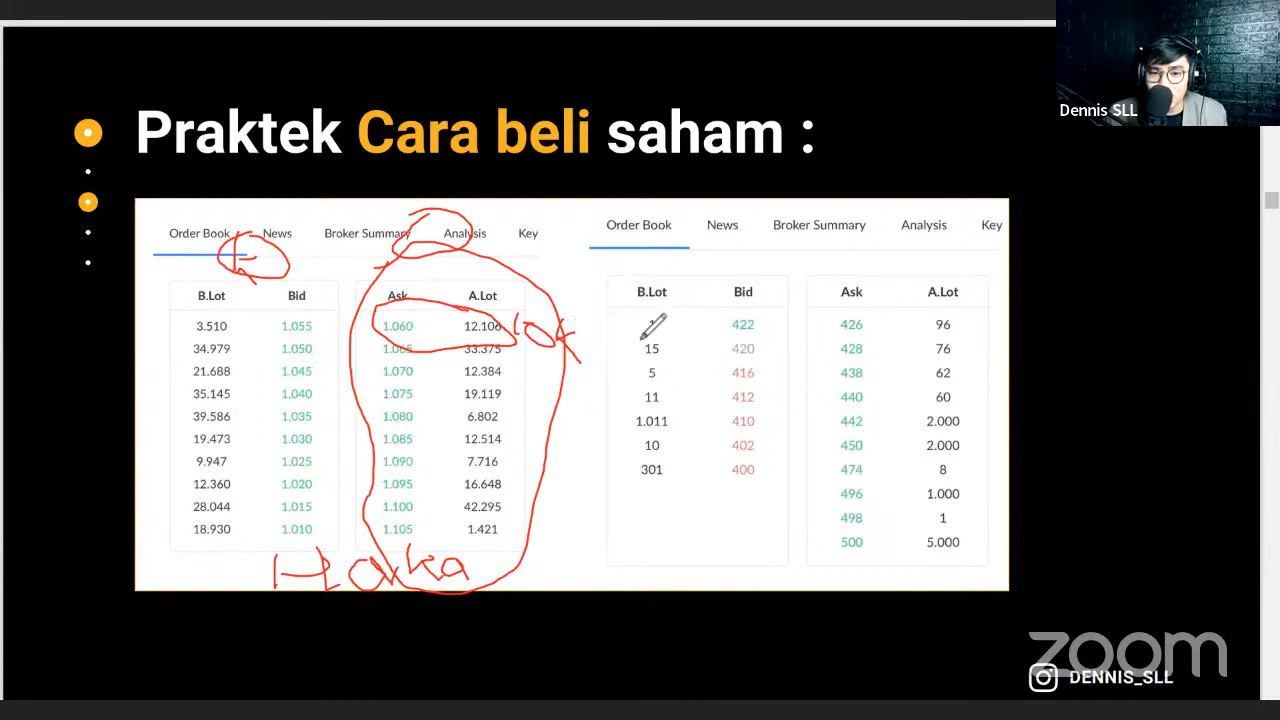 Dennis SLL
Praktek Cara beli saham :
Order Book News Broker Summary Analysis Key
B.Lot Bid Ask A.Lot
3.510 1.055 1.060 12.106
34.979 1.050 1.065 33.375
21.688 1.045 1.070 12.384
35.145 1.040 1.075 19.119
39.586 1.035 1.080 6.802
19.473 1.030 1.085 12.514
9.947 1.025 1.090 7.716
12.360 1.020 1.095 16.648
28.044 1.015 1.100 42.295
18.930 1.010 1.105 1.421
Haka
Order Book News Broker Summary Analysis Key
B.Lot Bid Ask A.Lot
422 426 96
15 420 428 76
5 416 438 62
11 412 440 60
1.011 410 442 2.000
10 402 450 2.000
301 400 474 8
496 1.000
498 1
500 5.000
zoom
DENNIS_SLL